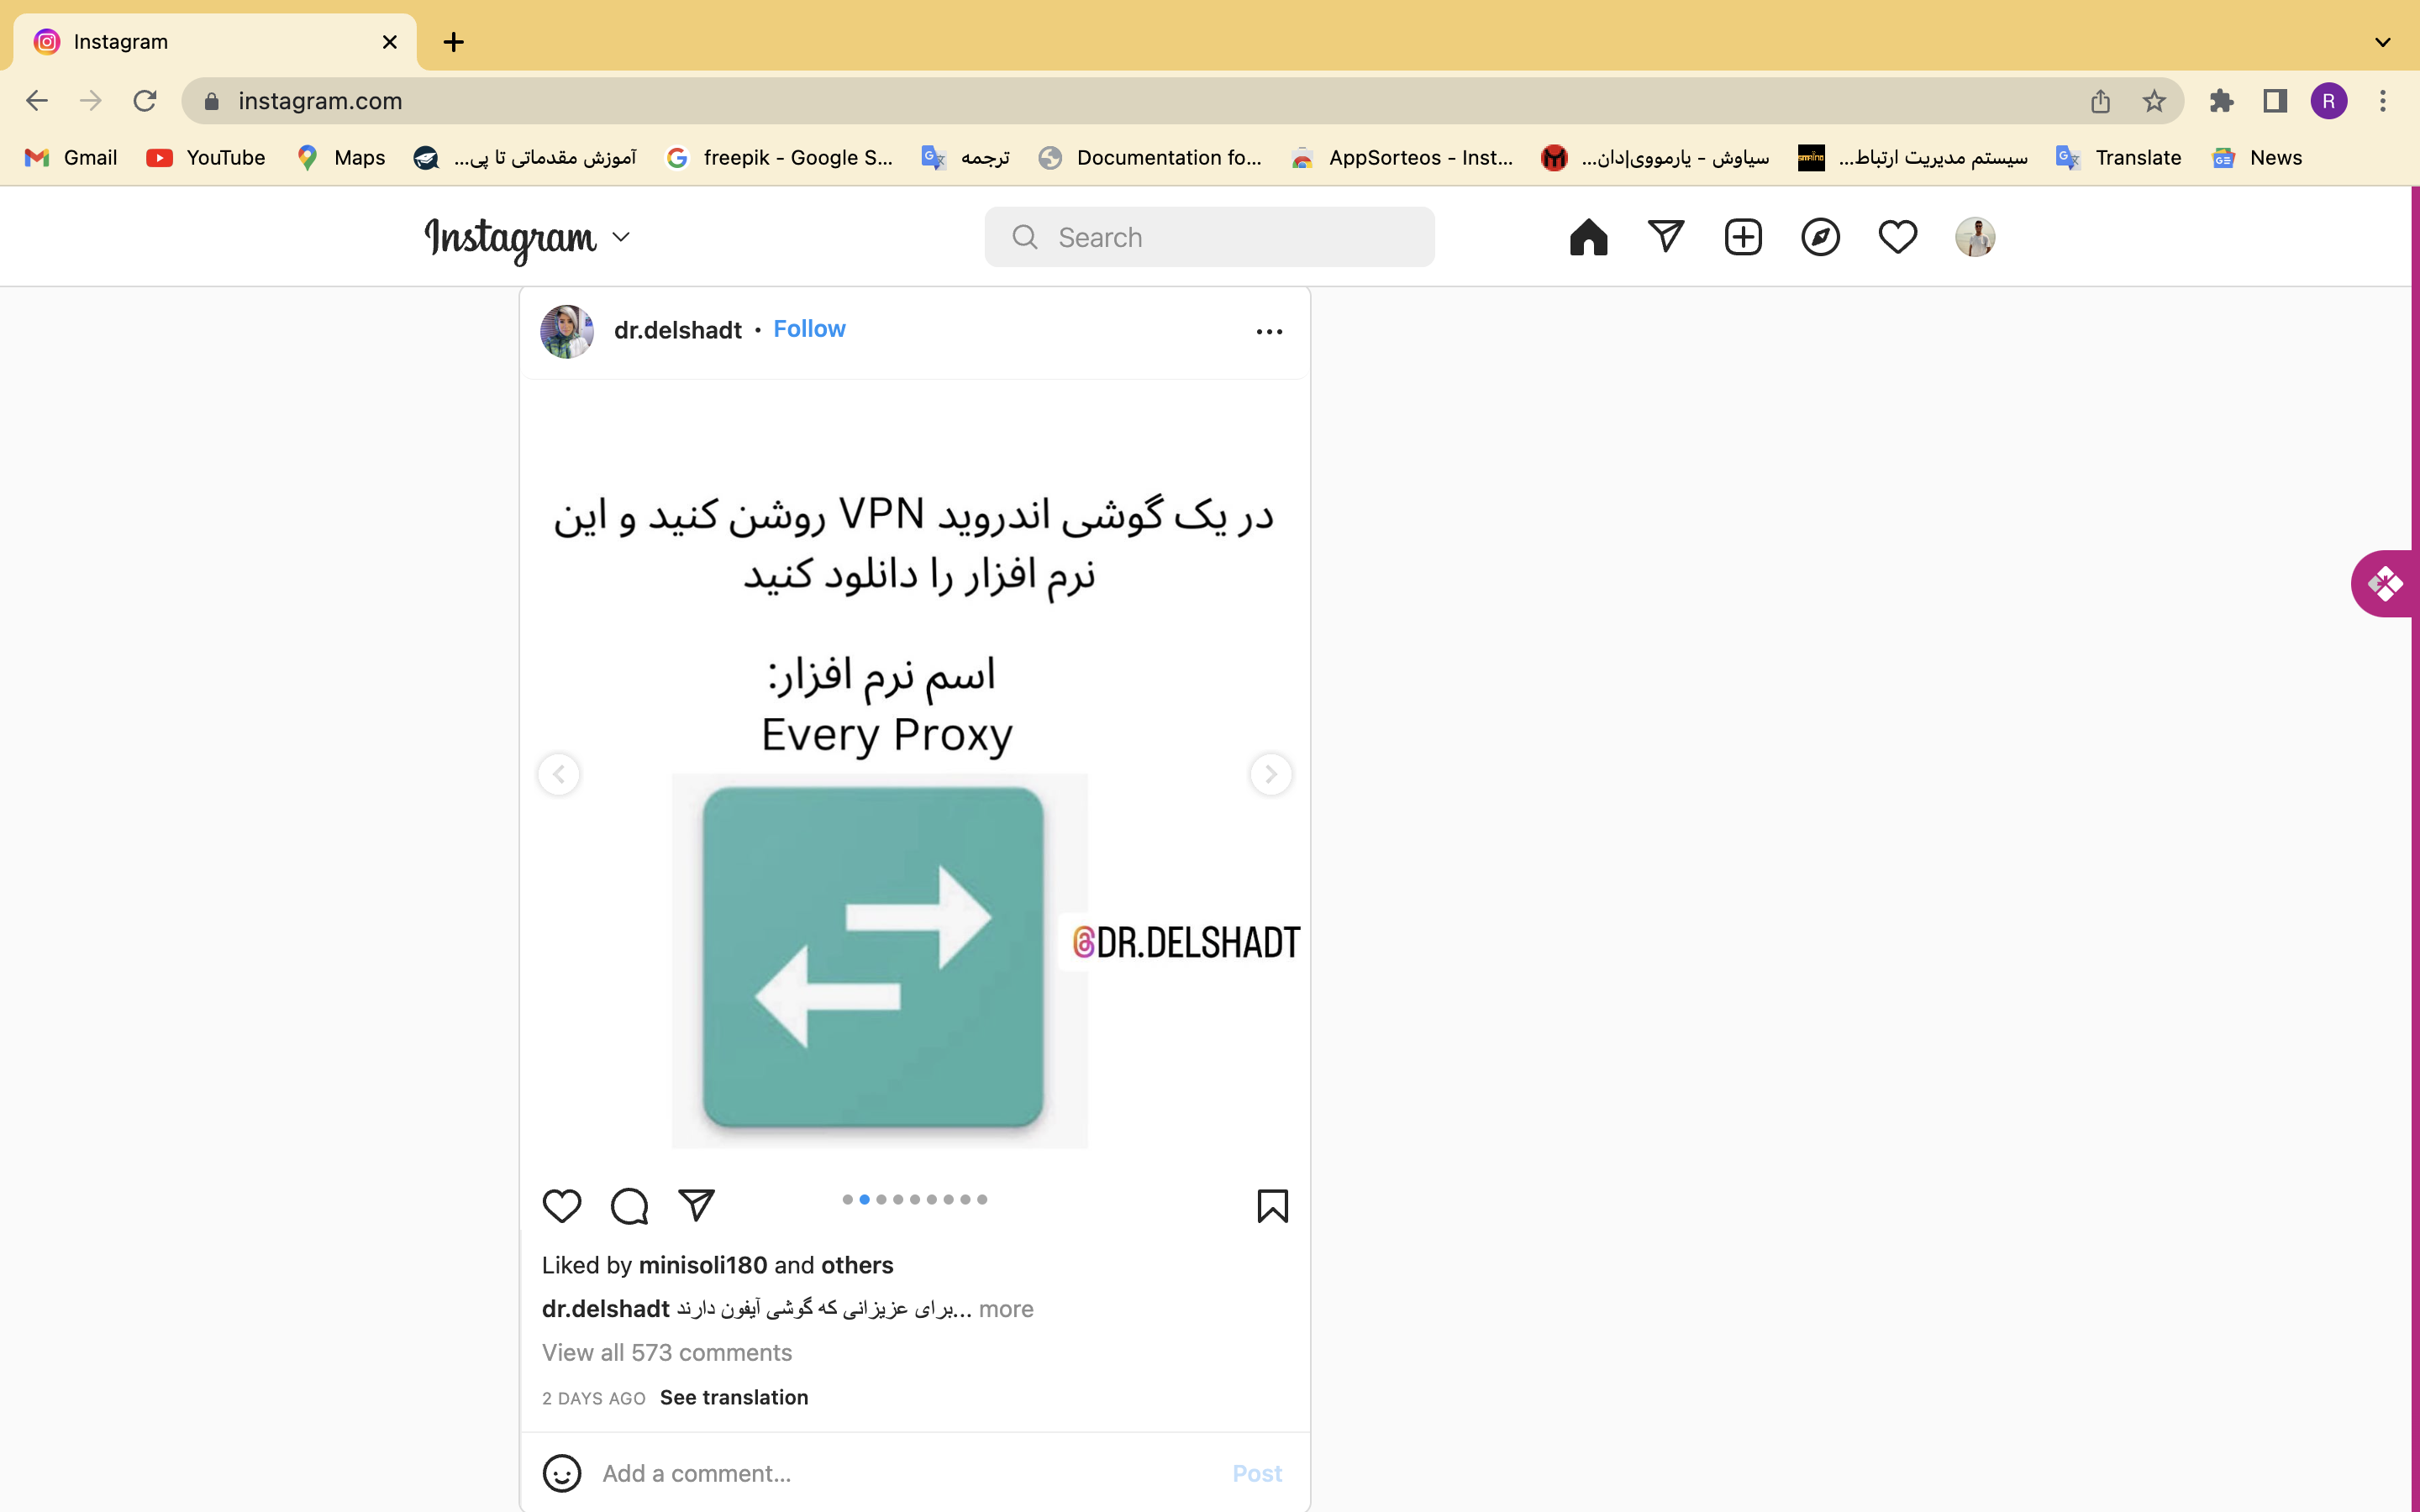 Instagram
instagram.com
R
Gmail
YouTube
Maps
آموزش مقدماتی تا پی...
freepik - Google S...
ترجمه
Documentation fo...
AppSorteos - Inst...
سیاوش - یارمووی|دان...
سیستم مدیریت ارتباط...
Translate
News
Instagram
Search
dr.delshadt • Follow
در یک گوشی اندروید VPN روشن کنید و این
نرم افزار را دانلود کنید
اسم نرم افزار:
Every Proxy
@DR.DELSHADT
Liked by minisoli180 and others
dr.delshadt برای عزیزانی که گوشی آیفون دارند... more
View all 573 comments
2 DAYS AGO See translation
Add a comment...
Post